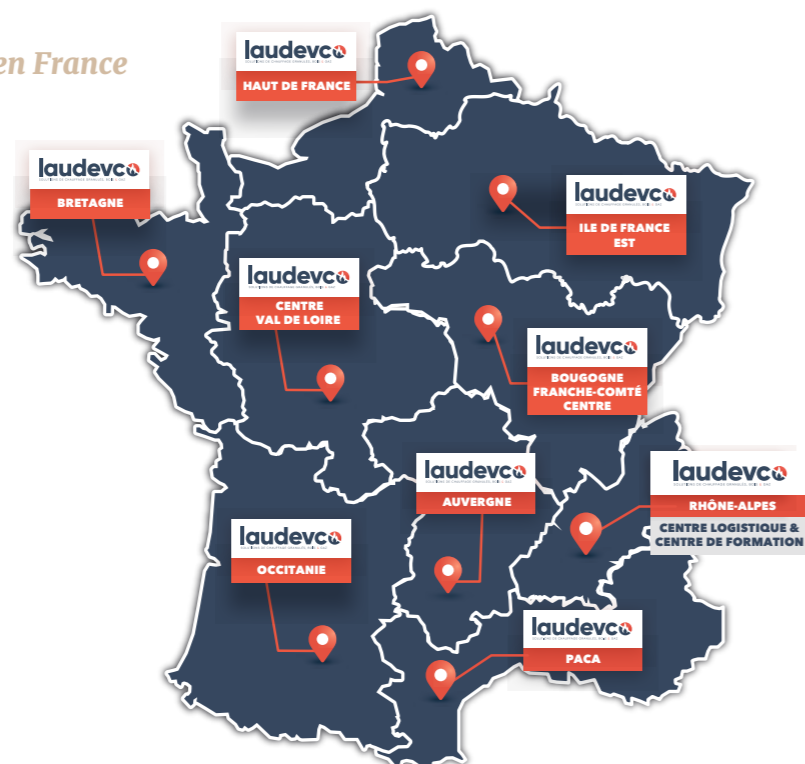 en France
laudevco
HAUT DE FRANCE
laudevco
BRETAGNE
laudevco
ILE DE FRANCE
EST
laudevco
CENTRE
VAL DE LOIRE
laudevco
BOUGOGNE
FRANCHE-COMTÉ
CENTRE
laudevco
AUVERGNE
laudevco
RHÔNE-ALPES
CENTRE LOGISTIQUE &
CENTRE DE FORMATION
laudevco
OCCITANIE
laudevco
PACA